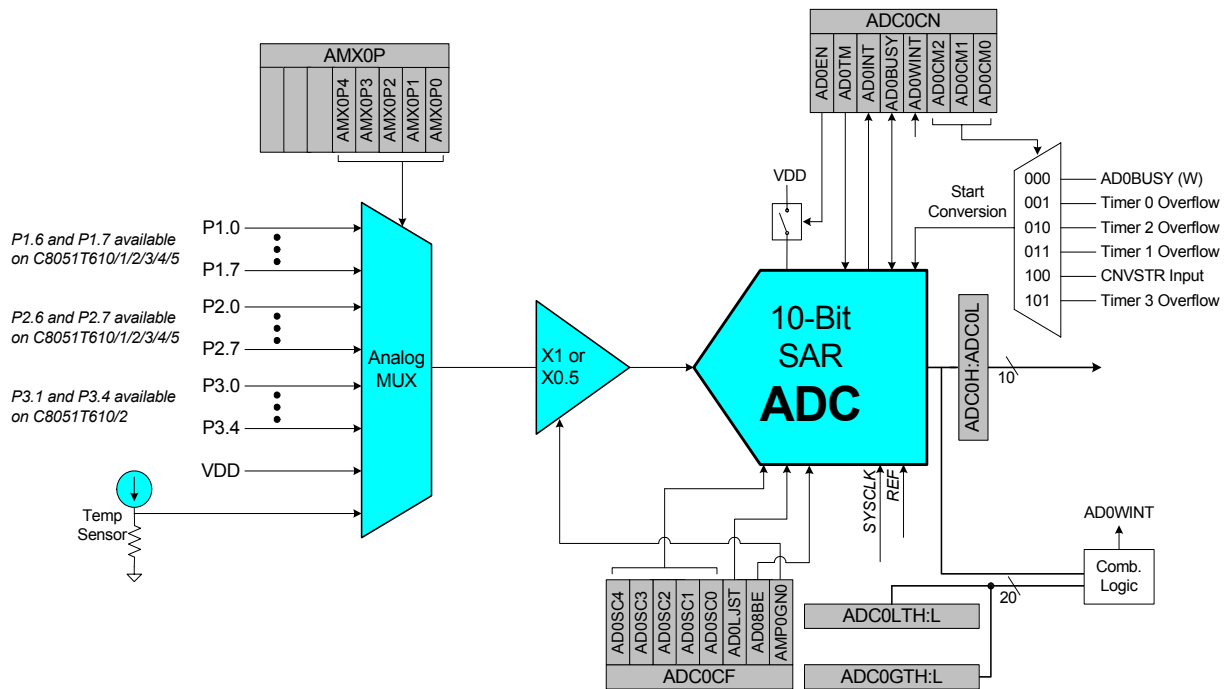 AMX0P
AMX0P4
AMX0P3
AMX0P2
AMX0P1
AMX0P0
ADC0CN
AD0EN
AD0TM
AD0INT
AD0BUSY
AD0WINT
AD0CM2
AD0CM1
AD0CM0
VDD
Start
Conversion
000
AD0BUSY (W)
001
Timer 0 Overflow
010
Timer 2 Overflow
011
Timer 1 Overflow
100
CNVSTR Input
101
Timer 3 Overflow
P1.6 and P1.7 available
on C8051T610/1/2/3/4/5
P1.0
P1.7
P2.6 and P2.7 available
on C8051T610/1/2/3/4/5
P2.0
P2.7
P3.1 and P3.4 available
on C8051T610/2
P3.0
P3.4
VDD
Temp
Sensor
Analog
MUX
X1 or
X0.5
10-Bit
SAR
ADC
ADC0H:ADC0L
10
SYSCLK
REF
AD0WINT
Comb.
Logic
20
AD0SC4
AD0SC3
AD0SC2
AD0SC1
AD0SC0
AD0LJST
AD08BE
AMP0GN0
ADC0CF
ADC0LTH:L
ADC0GTH:L